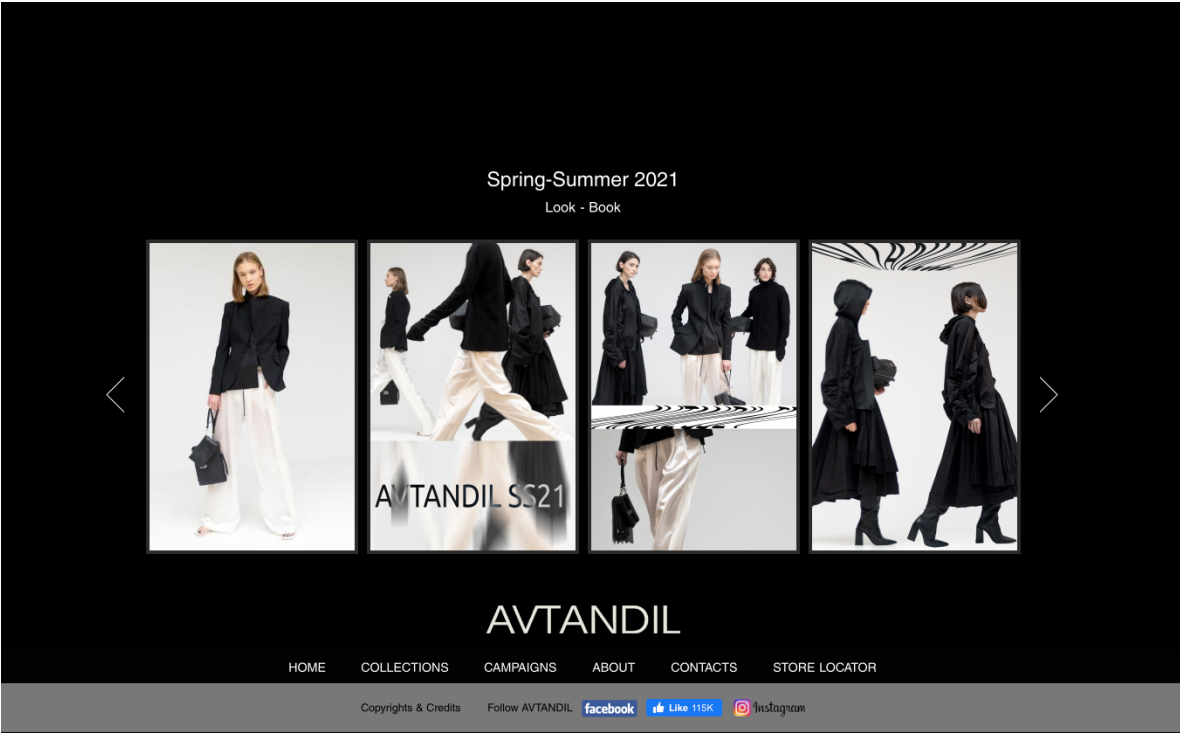 Spring-Summer 2021
Look - Book
AVTANDIL SS21
AVTANDIL
HOME COLLECTIONS CAMPAIGNS ABOUT CONTACTS STORE LOCATOR
Copyrights & Credits Follow AVTANDIL facebook Like 115K Instagram